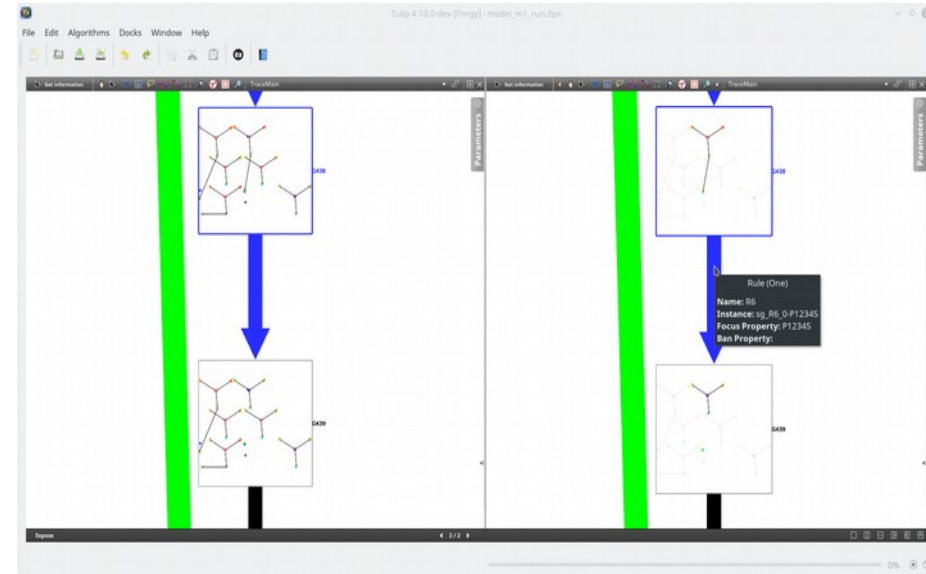 Tulip 4.10.0-dev [Porgy] - model_m1_run.tlpx
File Edit Algorithms Docks Window Help
Get information TraceMain
Get information TraceMain
Parameters
Parameters
G438
G438
Rule (One)
Name: R6
Instance: sg_R6_0-P12345
Focus Property: P12345
Ban Property:
G439
G439
Expose 2/2
0%